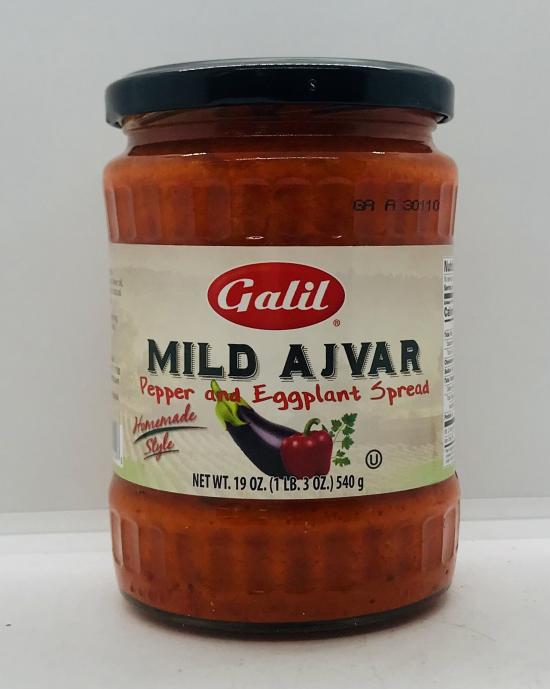 GA A 30110
Galil
®
MILD AJVAR
Pepper and Eggplant Spread
Homemade
Style
U
NET WT. 19 OZ. (1 LB. 3 OZ.) 540 g